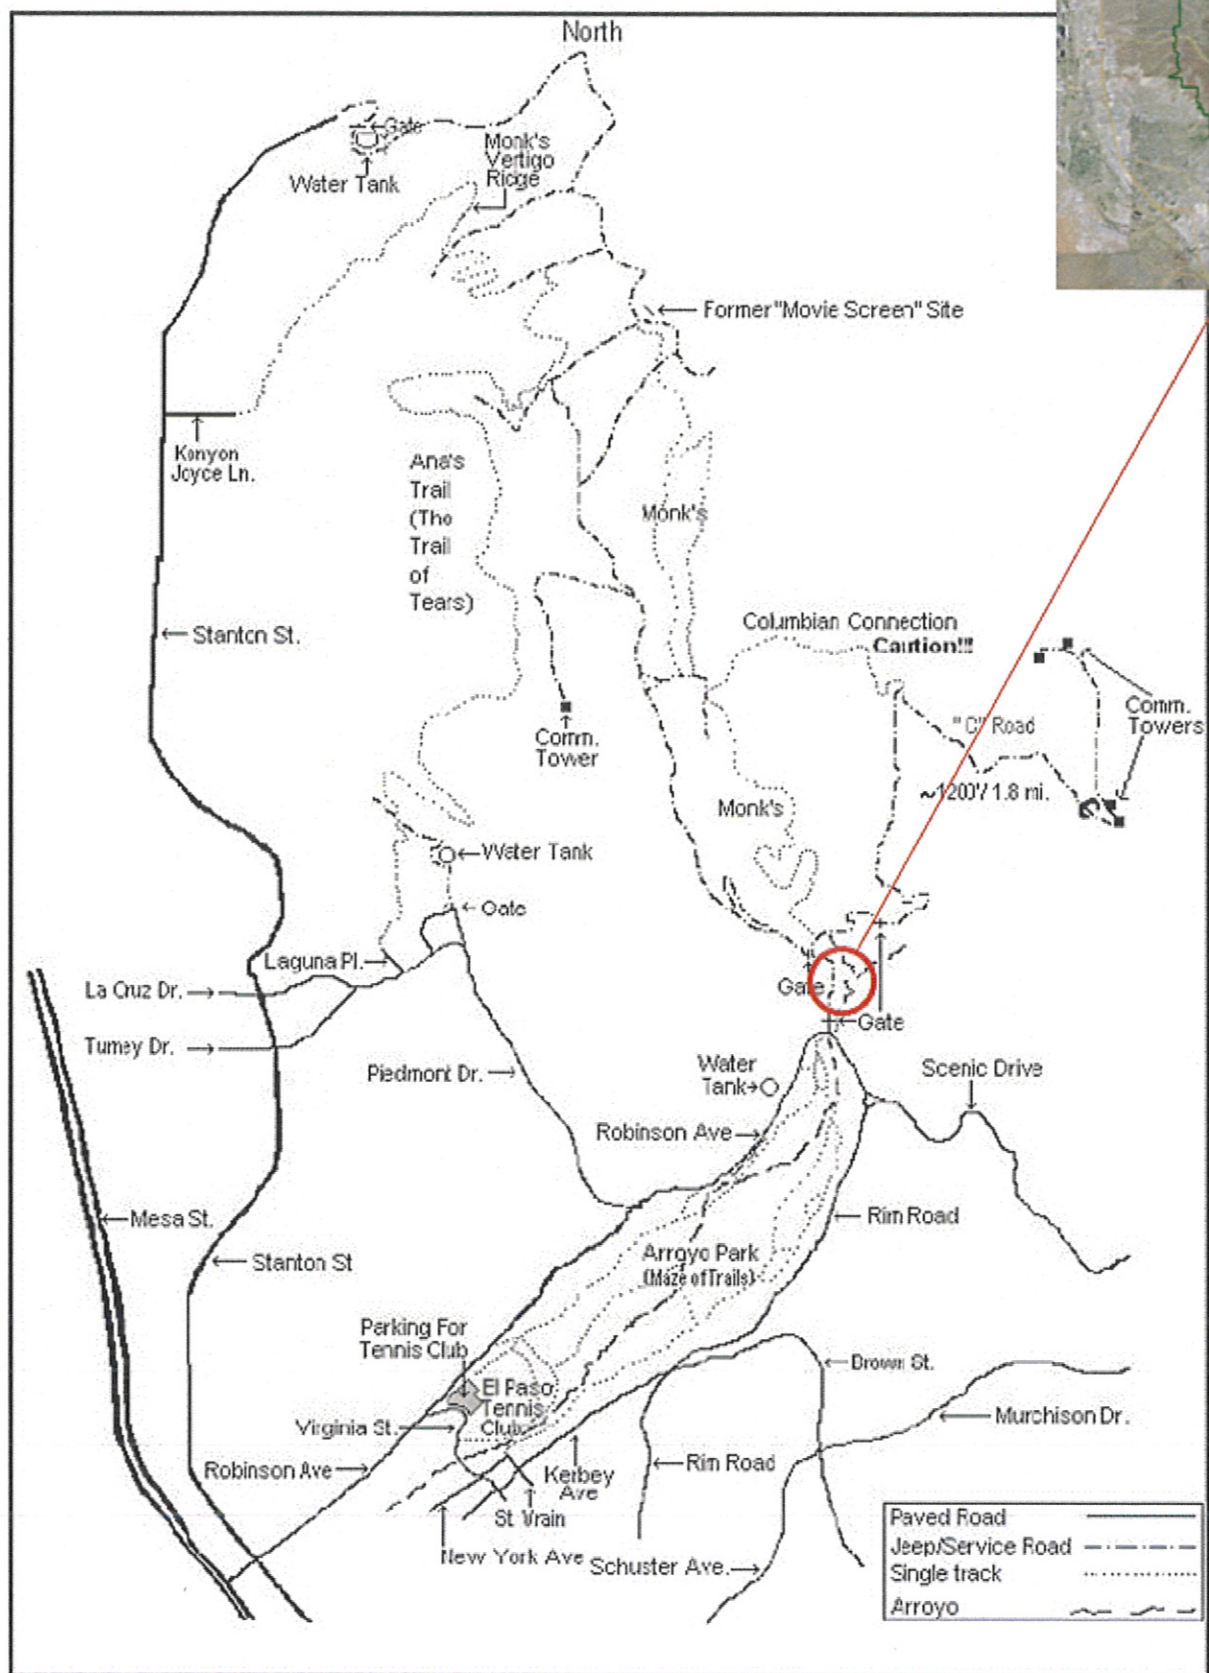 North
Gate
Water Tank
Monk's
Vertigo
Ridge
Former "Movie Screen" Site
Kenyon
Joyce Ln.
Ana's
Trail
(The
Trail
of
Tears)
Monk's
Stanton St.
Columbian Connection
Caution!!!
Comm.
Tower
"C" Road
Comm.
Towers
~1200'/ 1.8 mi.
Monk's
Water Tank
Gate
Laguna Pl.
La Cruz Dr.
Gate
Gate
Turney Dr.
Piedmont Dr.
Water
Tank
Scenic Drive
Robinson Ave
Mesa St.
Rim Road
Stanton St
Arroyo Park
(Maze of Trails)
Parking For
Tennis Club
El Paso
Tennis
Club
Brown St.
Virginia St.
Murchison Dr.
Robinson Ave
Kerbey
Ave
Rim Road
St. Vrain
New York Ave
Schuster Ave.
Paved Road
Jeep/Service Road
Single track
Arroyo